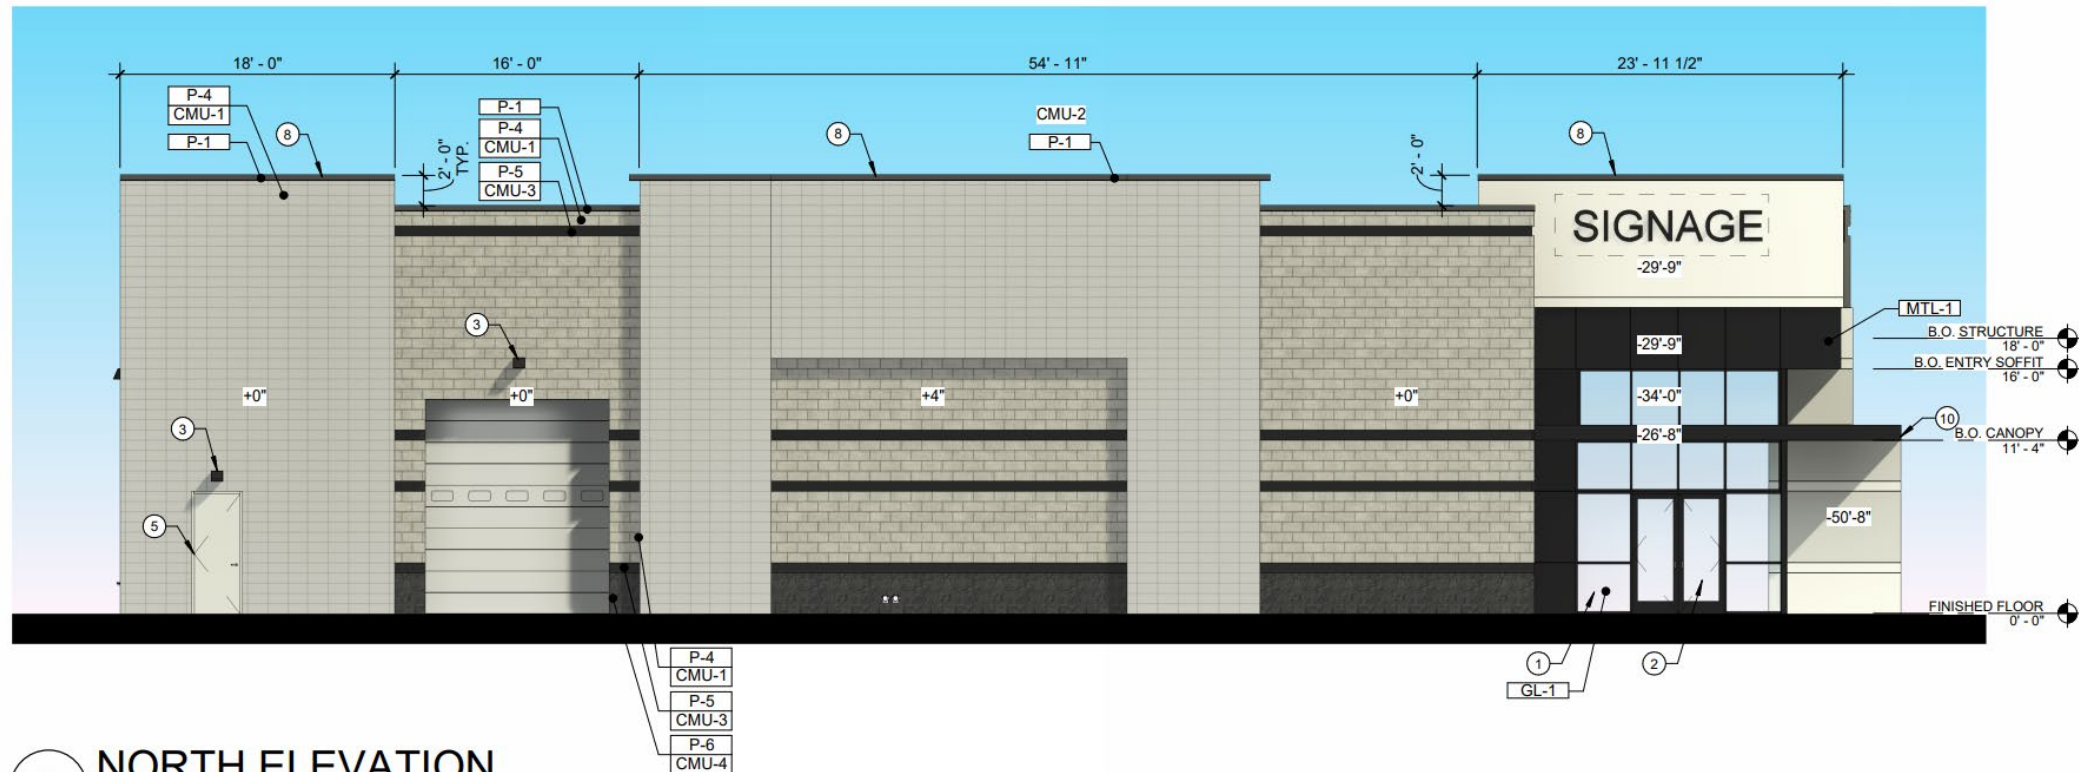 18' - 0"
16' - 0"
54' - 11"
23' - 11 1/2"
P-4
CMU-1
P-1
8
P-1
P-4
CMU-1
P-5
CMU-3
2' - 0"
TYP.
8
CMU-2
P-1
2' - 0"
8
SIGNAGE
-29'-9"
MTL-1
B.O. STRUCTURE
18' - 0"
B.O. ENTRY SOFFIT
16' - 0"
3
-29'-9"
+0"
+0"
+4"
+0"
-34'-0"
3
-26'-8"
10
B.O. CANOPY
11' - 4"
5
-50'-8"
FINISHED FLOOR
0' - 0"
P-4
CMU-1
P-5
CMU-3
P-6
CMU-4
1
2
GL-1
NORTH ELEVATION